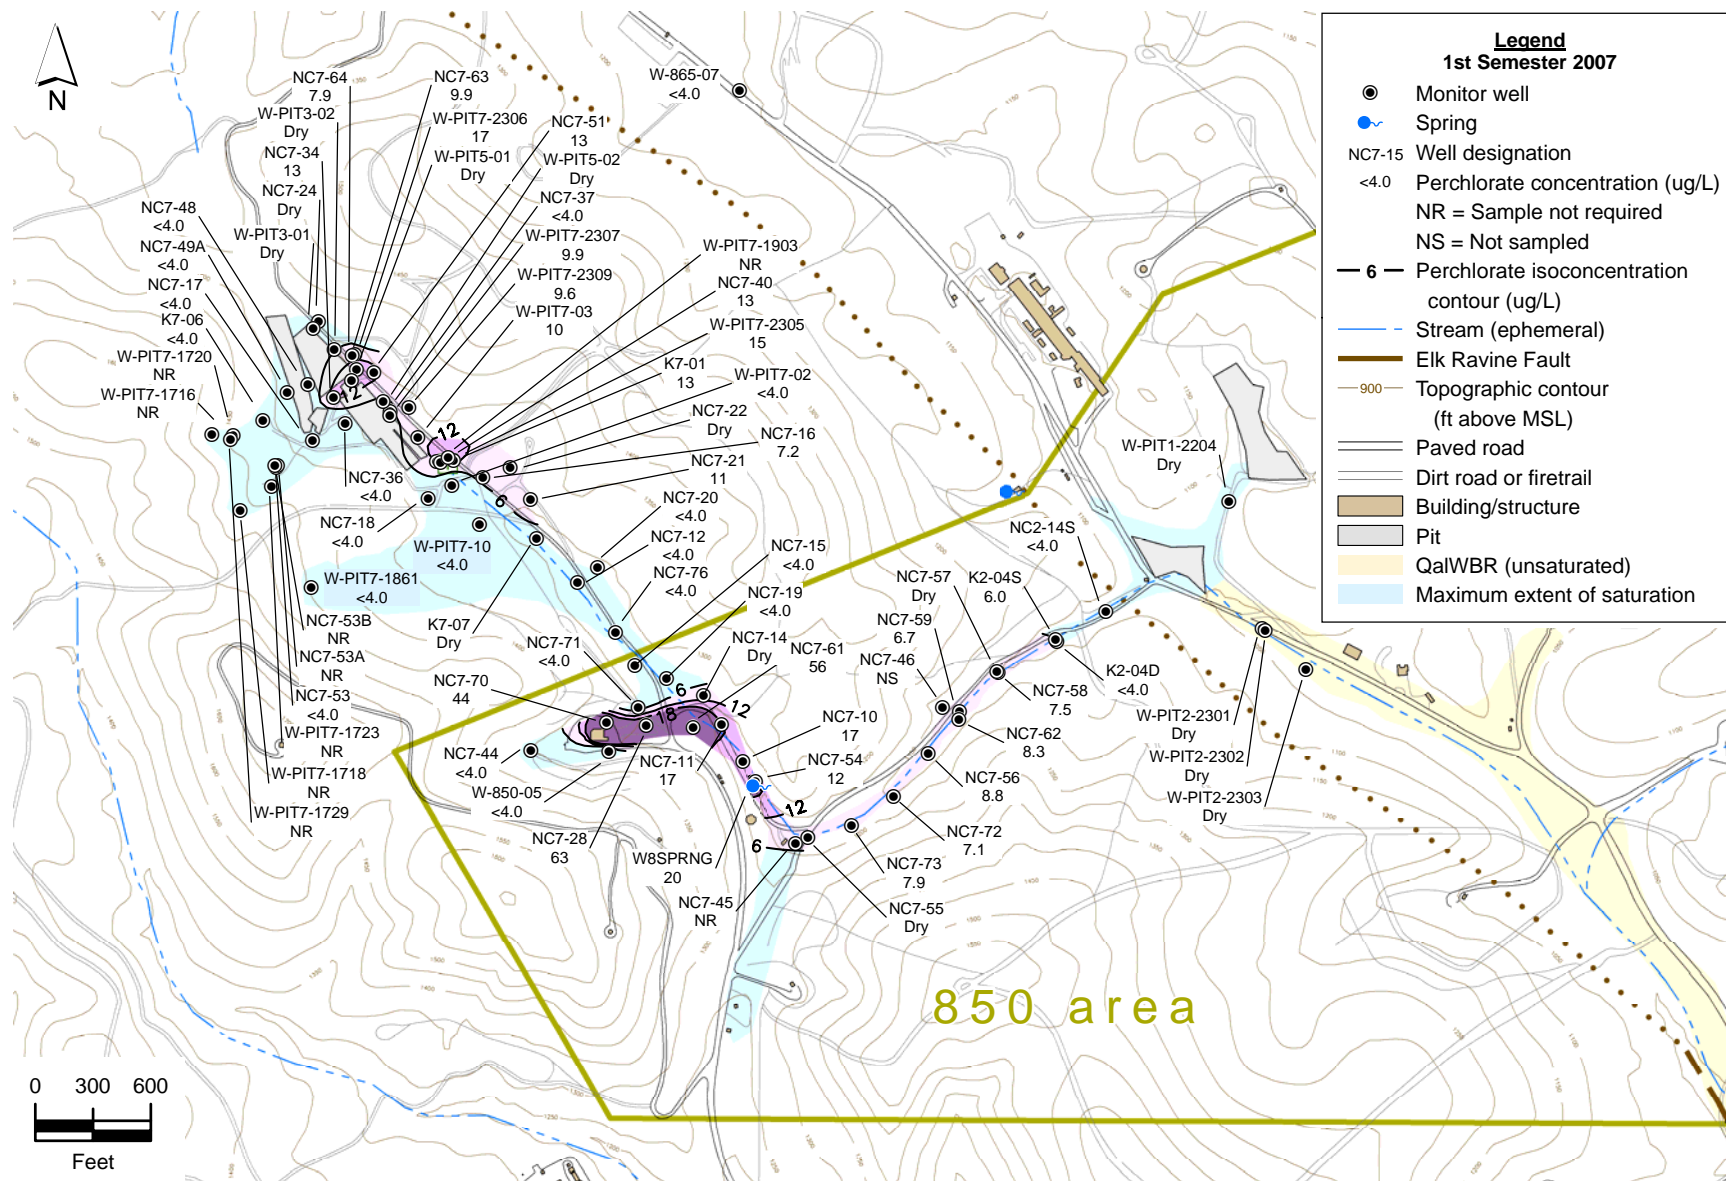 N
NC7-64
7.9
NC7-63
9.9
W-PIT3-02
Dry
W-PIT7-2306
17
NC7-51
13
NC7-34
13
W-PIT5-01
Dry
W-PIT5-02
Dry
NC7-24
Dry
NC7-37
<4.0
NC7-48
<4.0
W-PIT3-01
Dry
W-PIT7-2307
9.9
NC7-49A
<4.0
W-PIT7-2309
9.6
NC7-17
<4.0
W-PIT7-03
10
K7-06
<4.0
W-PIT7-1720
NR
W-PIT7-1716
NR
W-865-07
<4.0
W-PIT7-1903
NR
NC7-40
13
W-PIT7-2305
15
K7-01
13
W-PIT7-02
<4.0
NC7-22
Dry
NC7-16
7.2
NC7-21
11
NC7-20
<4.0
NC7-12
<4.0
NC7-76
<4.0
NC7-15
<4.0
NC7-19
<4.0
NC7-14
Dry
NC7-61
56
12
12
6
NC7-36
<4.0
NC7-18
<4.0
W-PIT7-10
<4.0
W-PIT7-1861
<4.0
K7-07
Dry
NC7-53B
NR
NC7-53A
NR
NC7-53
<4.0
W-PIT7-1723
NR
W-PIT7-1718
NR
W-PIT7-1729
NR
NC7-71
<4.0
NC7-70
44
6
18
12
NC7-44
<4.0
W-850-05
<4.0
NC7-28
63
NC7-11
17
NC7-10
17
NC7-54
12
12
6
W8SPRNG
20
NC7-45
NR
NC7-55
Dry
NC7-73
7.9
NC7-72
7.1
NC7-56
8.8
NC7-62
8.3
NC7-58
7.5
K2-04D
<4.0
NC7-46
NS
NC7-59
6.7
NC7-57
Dry
K2-04S
6.0
NC2-14S
<4.0
W-PIT1-2204
Dry
W-PIT2-2301
Dry
W-PIT2-2302
Dry
W-PIT2-2303
Dry
850 area
0 300 600
Feet
Legend
1st Semester 2007
Monitor well
Spring
NC7-15 Well designation
<4.0 Perchlorate concentration (ug/L)
NR = Sample not required
NS = Not sampled
6 Perchlorate isoconcentration
contour (ug/L)
Stream (ephemeral)
Elk Ravine Fault
900 Topographic contour
(ft above MSL)
Paved road
Dirt road or firetrail
Building/structure
Pit
QalWBR (unsaturated)
Maximum extent of saturation